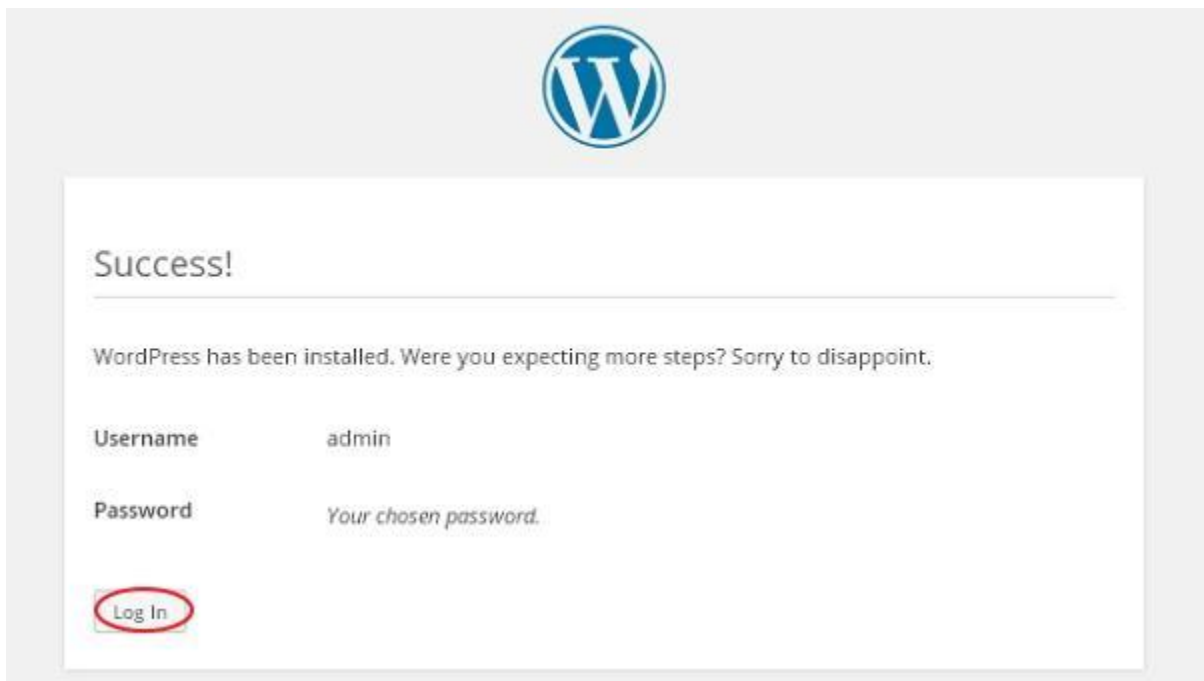 Success!
WordPress has been installed. Were you expecting more steps? Sorry to disappoint.
Username admin
Password Your chosen password.
Log In